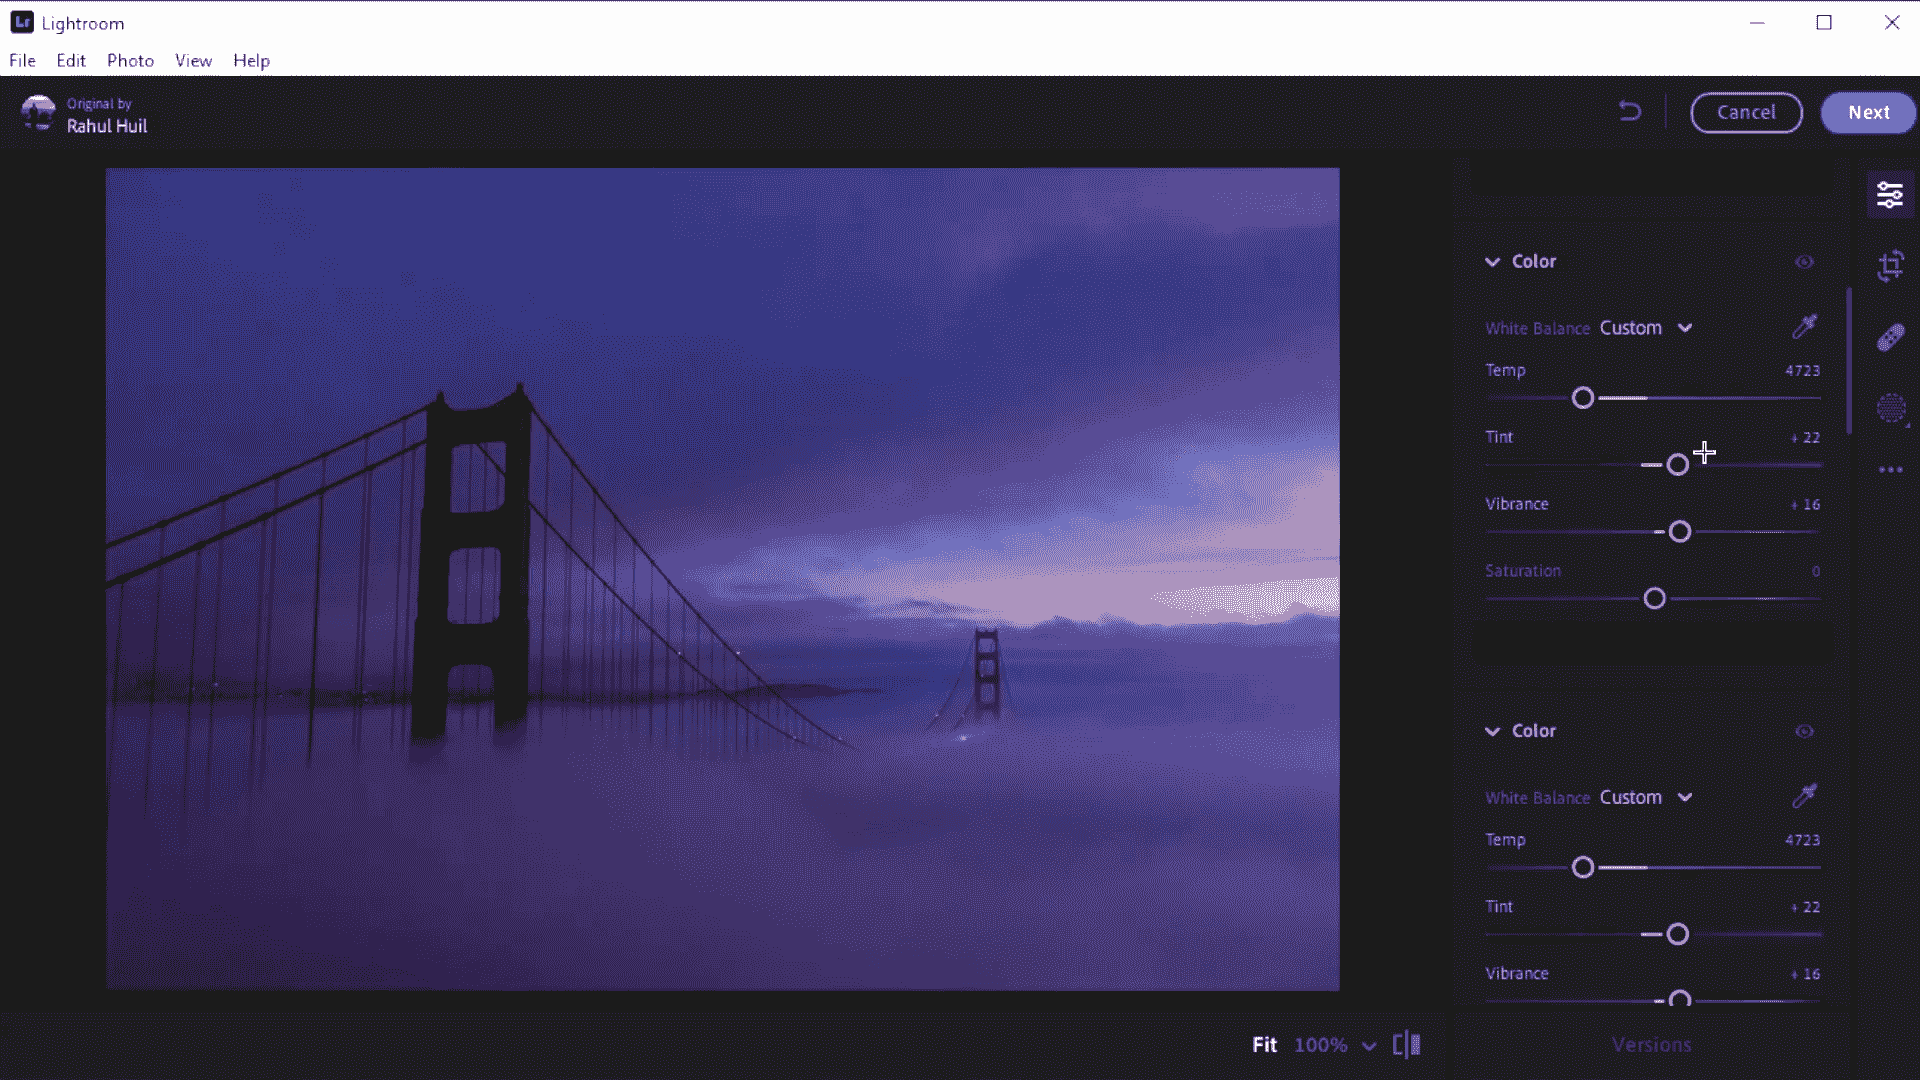 Lr Lightroom
File Edit Photo View Help
Original by
Rahul Huil
Cancel Next
Color
White Balance Custom
Temp 4723
Tint + 22
Vibrance + 16
Saturation 0
Color
White Balance Custom
Temp 4723
Tint + 22
Vibrance + 16
Fit 100%
Versions